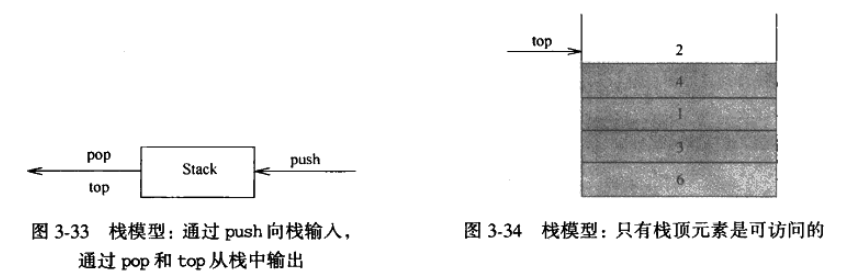 pop
top
Stack
push
图 3-33 栈模型：通过 push 向栈输入，
通过 pop 和 top 从栈中输出
top
2
4
1
3
6
图 3-34 栈模型：只有栈顶元素是可访问的